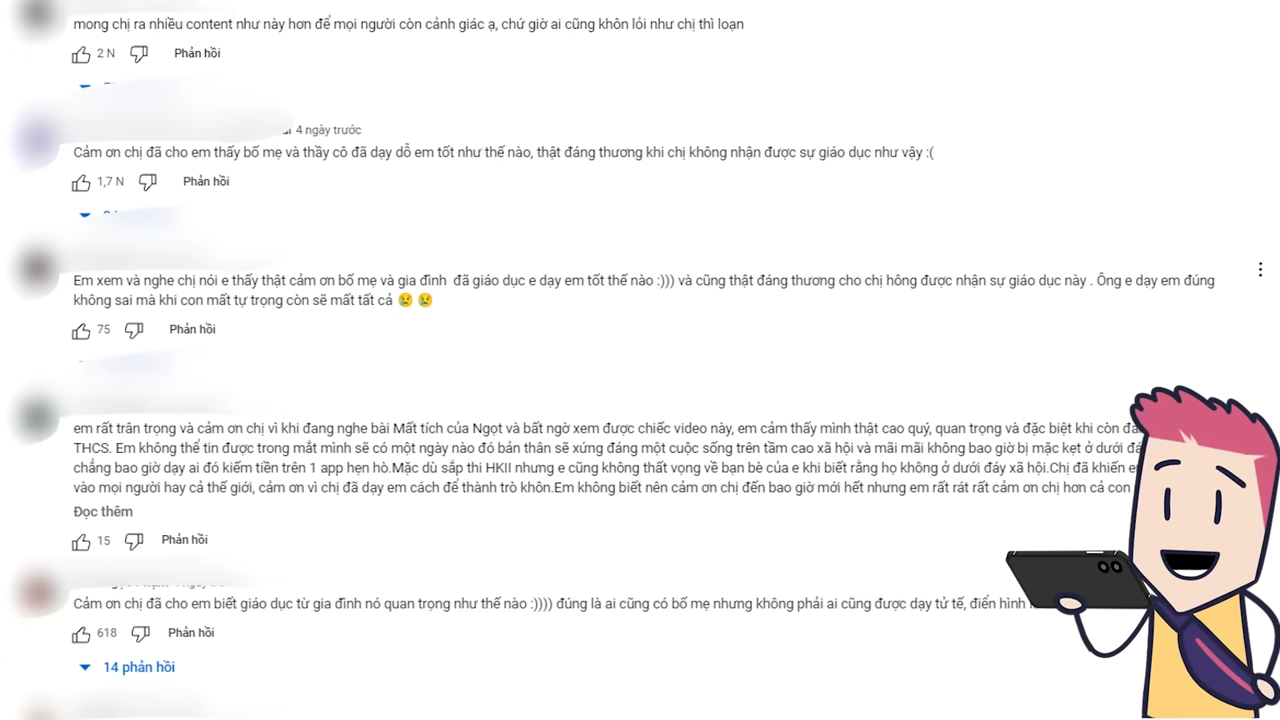 mong chị ra nhiều content như này hơn để mọi người còn cảnh giác ạ, chứ giờ ai cũng khôn lỏi như chị thì loạn
2 N Phản hồi
4 ngày trước
Cảm ơn chị đã cho em thấy bố mẹ và thầy cô đã dạy dỗ em tốt như thế nào, thật đáng thương khi chị không nhận được sự giáo dục như vậy :(
1,7 N Phản hồi
Em xem và nghe chị nói e thấy thật cảm ơn bố mẹ và gia đình đã giáo dục e dạy em tốt thế nào :))) và cũng thật đáng thương cho chị hông được nhận sự giáo dục này . Ông e dạy em đúng
không sai mà khi con mất tự trọng còn sẽ mất tất cả 😢 😢
75 Phản hồi
em rất trân trọng và cảm ơn chị vì khi đang nghe bài Mất tích của Ngọt và bất ngờ xem được chiếc video này, em cảm thấy mình thật cao quý, quan trọng và đặc biệt khi còn
THCS. Em không thể tin được trong mắt mình sẽ có một ngày nào đó bản thân sẽ xứng đáng một cuộc sống trên tầm cao xã hội và mãi mãi không bao giờ bị mặc kẹt ở dưới
chẳng bao giờ dạy ai đó kiếm tiền trên 1 app hẹn hò.Mặc dù sắp thi HKII nhưng e cũng không thất vọng về bạn bè của e khi biết rằng họ không ở dưới đáy xã hội.Chị đã khiến
vào mọi người hay cả thế giới, cảm ơn vì chị đã dạy em cách để thành trò khôn.Em không biết nên cảm ơn chị đến bao giờ mới hết nhưng em rất rát rất cảm ơn chị hơn cả con
Đọc thêm
15 Phản hồi
Cảm ơn chị đã cho em biết giáo dục từ gia đình nó quan trọng như thế nào :)))) đúng là ai cũng có bố mẹ nhưng không phải ai cũng được dạy tử tế, điển hình
618 Phản hồi
14 phản hồi